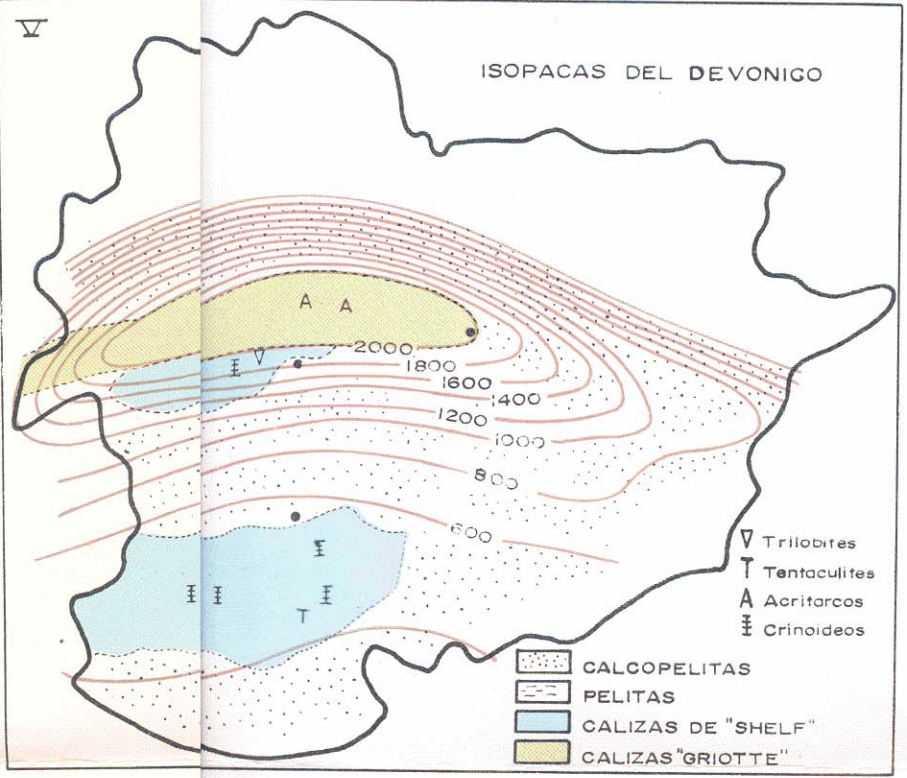 V
ISOPACAS DEL DEVONIGO
A A
2000
1800
1600
1400
1200
1000
800
600
T
Trilobites
T Tentaculites
A Acritarcos
Crinoideos
CALCOPELITAS
PELITAS
CALIZAS DE "SHELF"
CALIZAS "GRIOTTE"